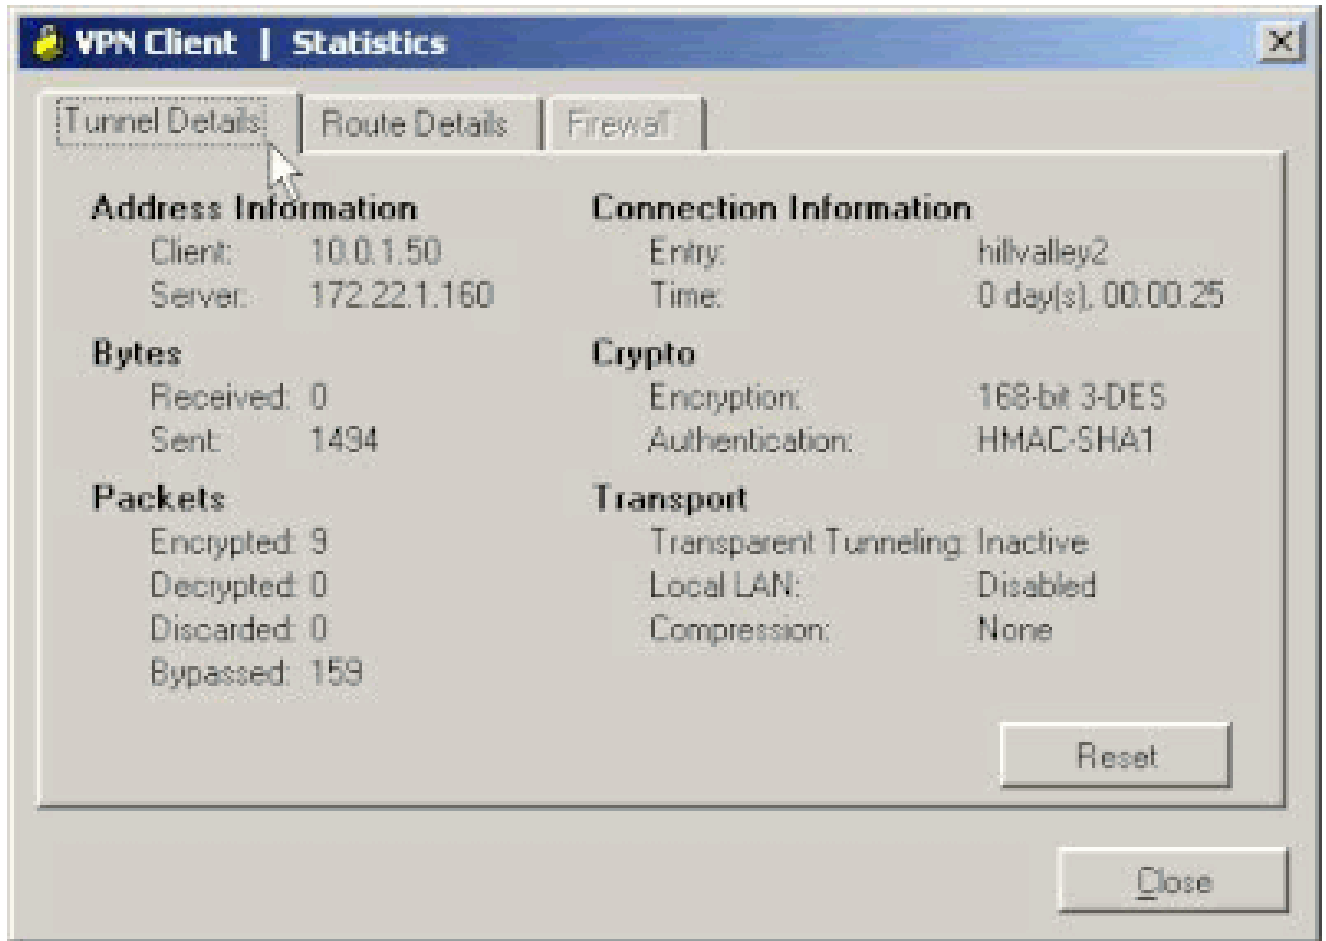 VPN Client | Statistics
Tunnel Details
Route Details
Firewall
Address Information
Client: 10.0.1.50
Server: 172.22.1.160
Bytes
Received: 0
Sent: 1494
Packets
Encrypted: 9
Decrypted: 0
Discarded: 0
Bypassed: 159
Connection Information
Entry: hillvalley2
Time: 0 day(s), 00:00.25
Crypto
Encryption: 168-bit 3-DES
Authentication: HMAC-SHA1
Transport
Transparent Tunneling: Inactive
Local LAN: Disabled
Compression: None
Reset
Close